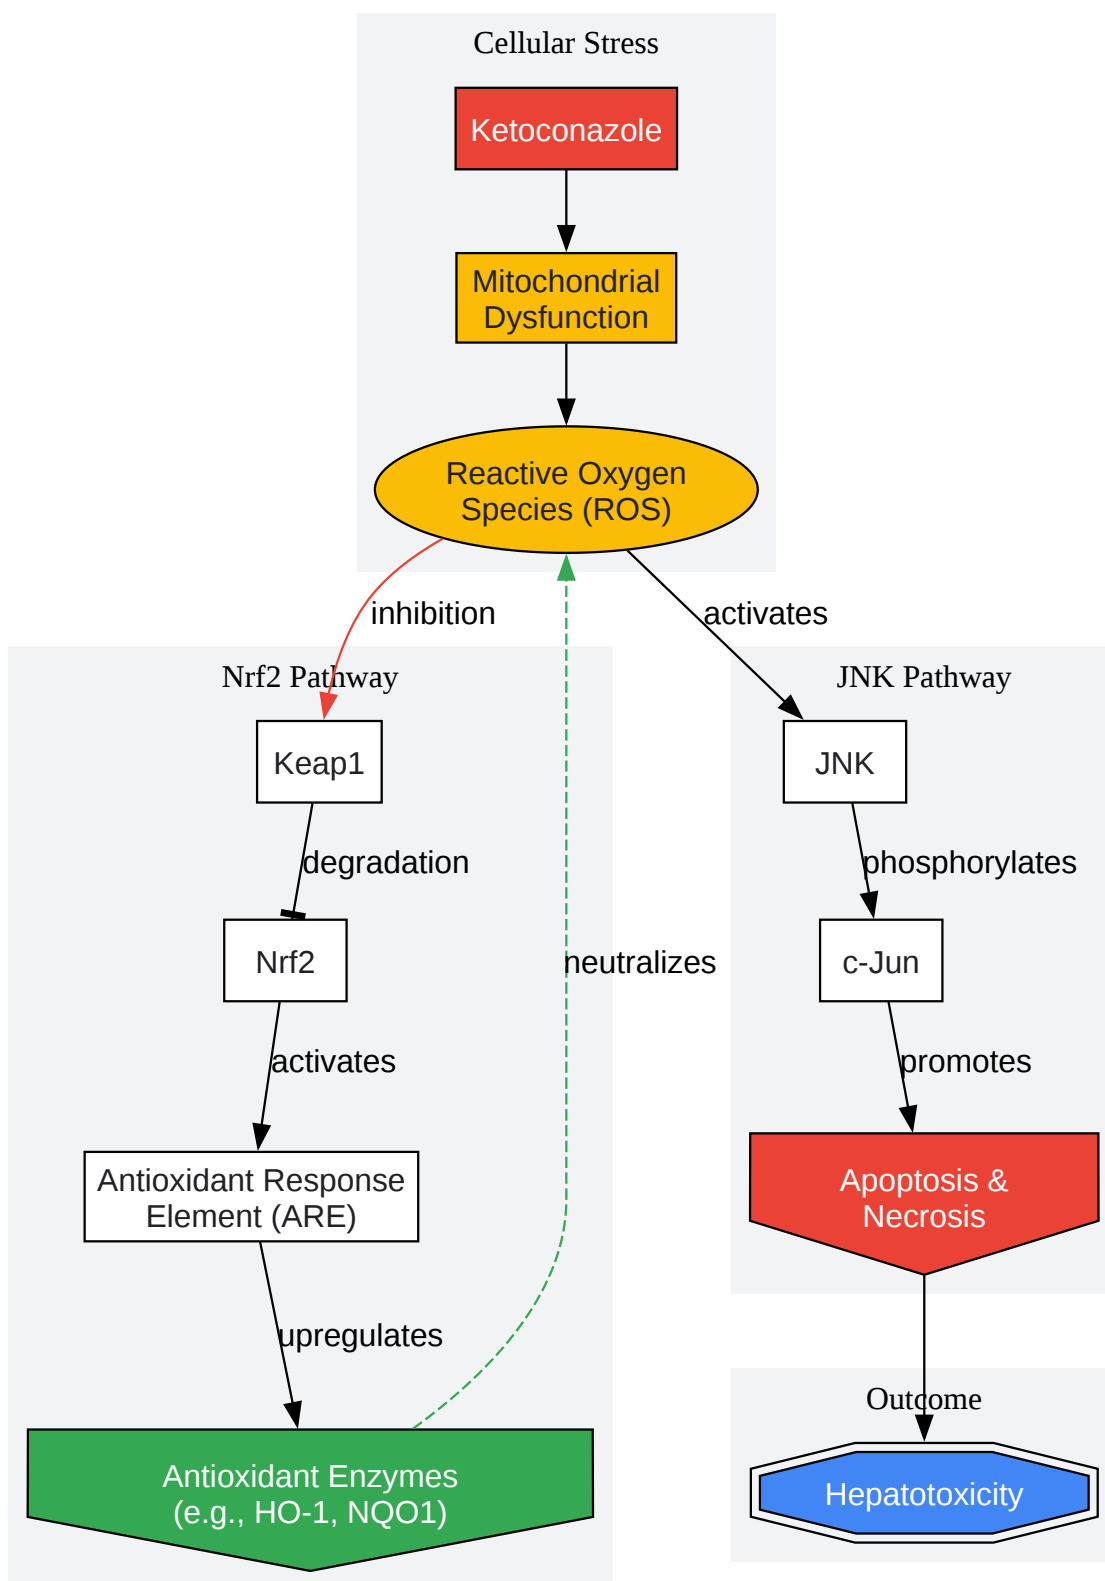 Cellular Stress
Ketoconazole
Mitochondrial
Dysfunction
Reactive Oxygen
Species (ROS)
inhibition
activates
Nrf2 Pathway
JNK Pathway
Keap1
JNK
degradation
phosphorylates
Nrf2
neutralizes
c-Jun
activates
promotes
Antioxidant Response
Element (ARE)
Apoptosis &
Necrosis
upregulates
Outcome
Antioxidant Enzymes
(e.g., HO-1, NQO1)
Hepatotoxicity